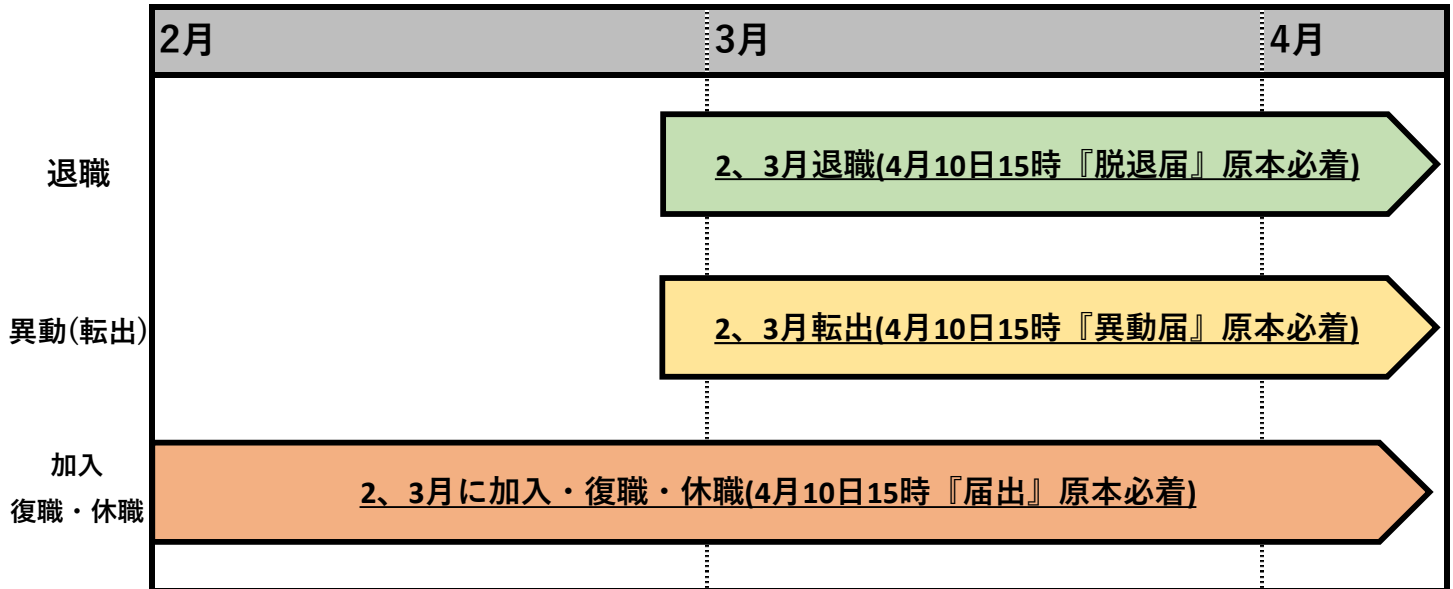 2月 3月 4月
退職
2、3月退職(4月10日15時『脱退届』原本必着)
異動(転出)
2、3月転出(4月10日15時『異動届』原本必着)
加入
復職・休職
2、3月に加入・復職・休職(4月10日15時『届出』原本必着)